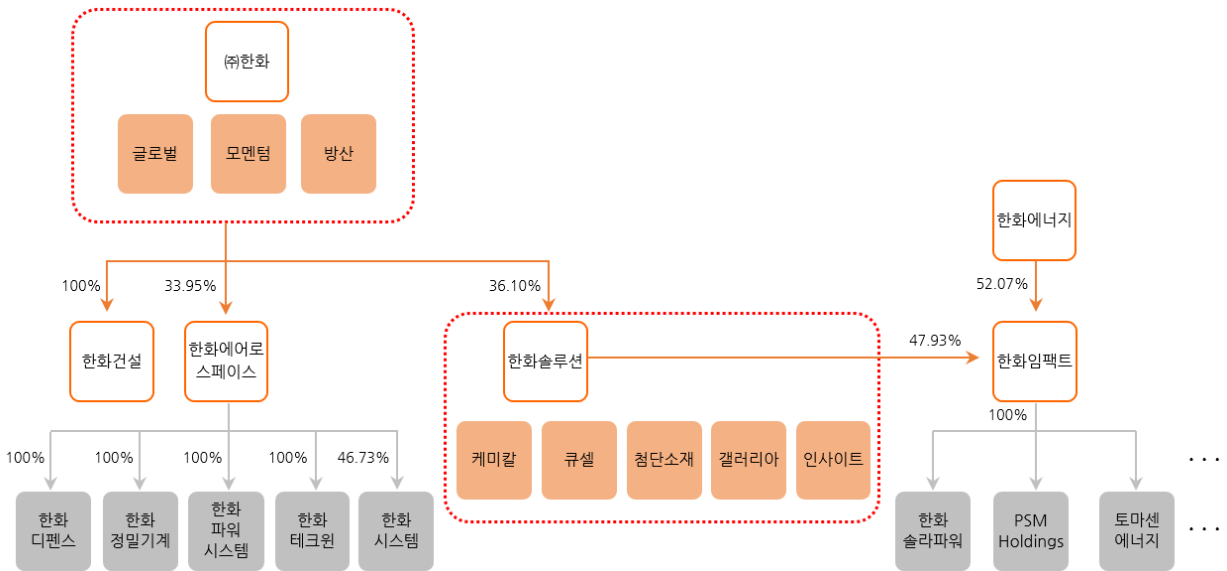 ㈜한화
글로벌
모멘텀
방산
한화에너지
100%
33.95%
36.10%
52.07%
한화건설
한화에어로
스페이스
한화솔루션
47.93%
한화임팩트
100%
케미칼
큐셀
첨단소재
갤러리아
인사이트
100%
100%
100%
100%
46.73%
...
한화
디펜스
한화
정밀기계
한화
파워
시스템
한화
테크윈
한화
시스템
한화
솔라파워
PSM
Holdings
토마센
에너지
...